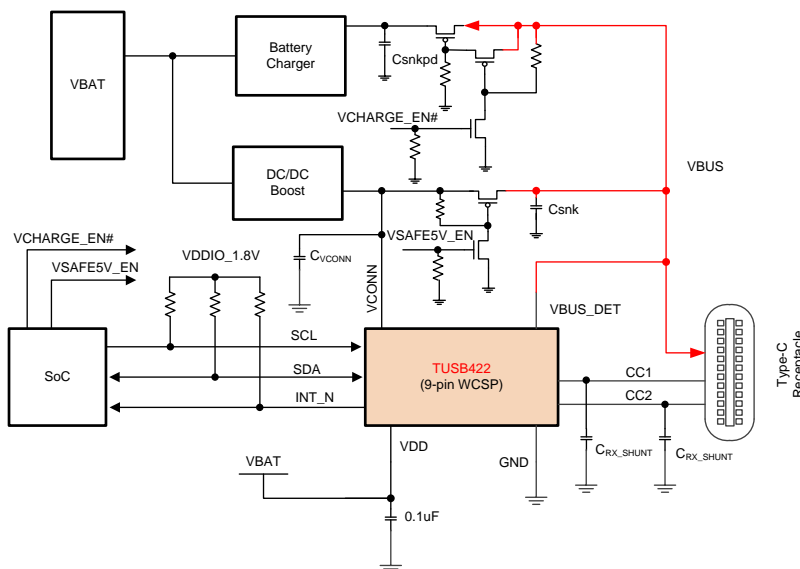 VBAT
Battery
Charger
Csnkpd
VCHARGE_EN#
VBUS
DC/DC
Boost
Csnk
VSAFE5V_EN
VCHARGE_EN#
VSAFE5V_EN
VDDIO_1.8V
CVCONN
VCONN
VBUS_DET
SoC
SCL
SDA
INT_N
TUSB422
(9-pin WCSP)
CC1
CC2
Type-C
Receptacle
VDD
GND
CRX_SHUNT
CRX_SHUNT
VBAT
0.1uF